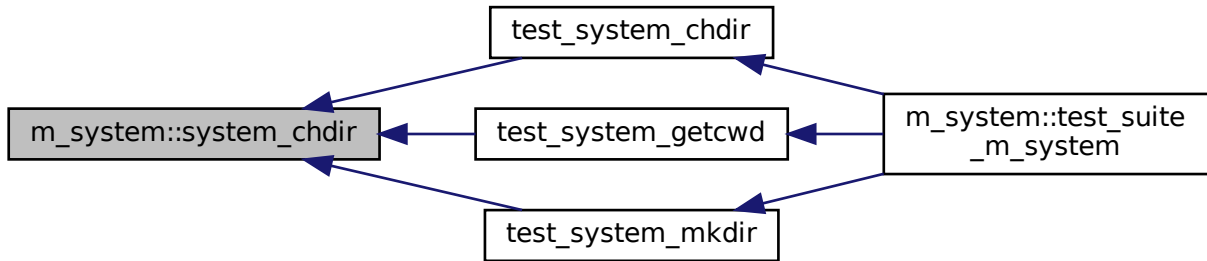 test_system_chdir
m_system::system_chdir
test_system_getcwd
m_system::test_suite
_m_system
test_system_mkdir